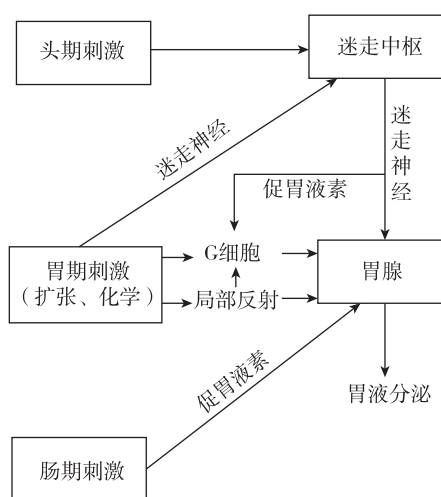 头期刺激
迷走中枢
迷走神经
迷走神经
促胃液素
G细胞
胃期刺激
（扩张、化学）
局部反射
胃腺
促胃液素
胃液分泌
肠期刺激